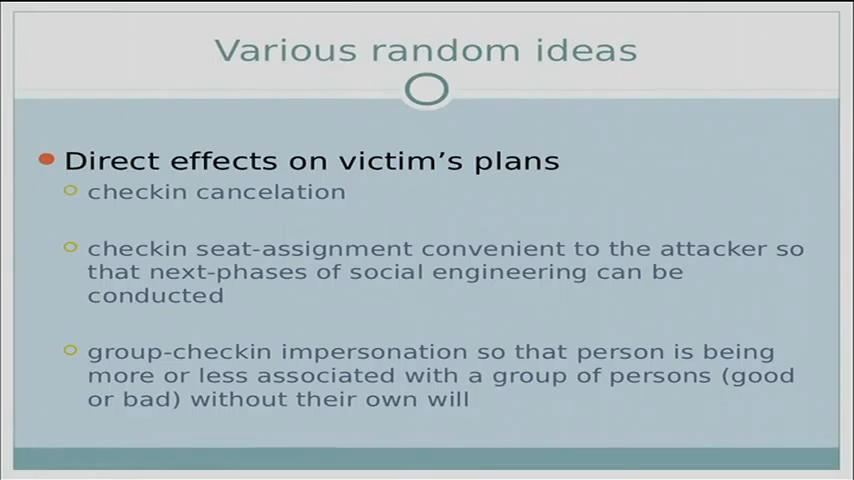 Various random ideas
Direct effects on victim's plans
checkin cancelation
checkin seat-assignment convenient to the attacker so
that next-phases of social engineering can be
conducted
group-checkin impersonation so that person is being
more or less associated with a group of persons (good
or bad) without their own will